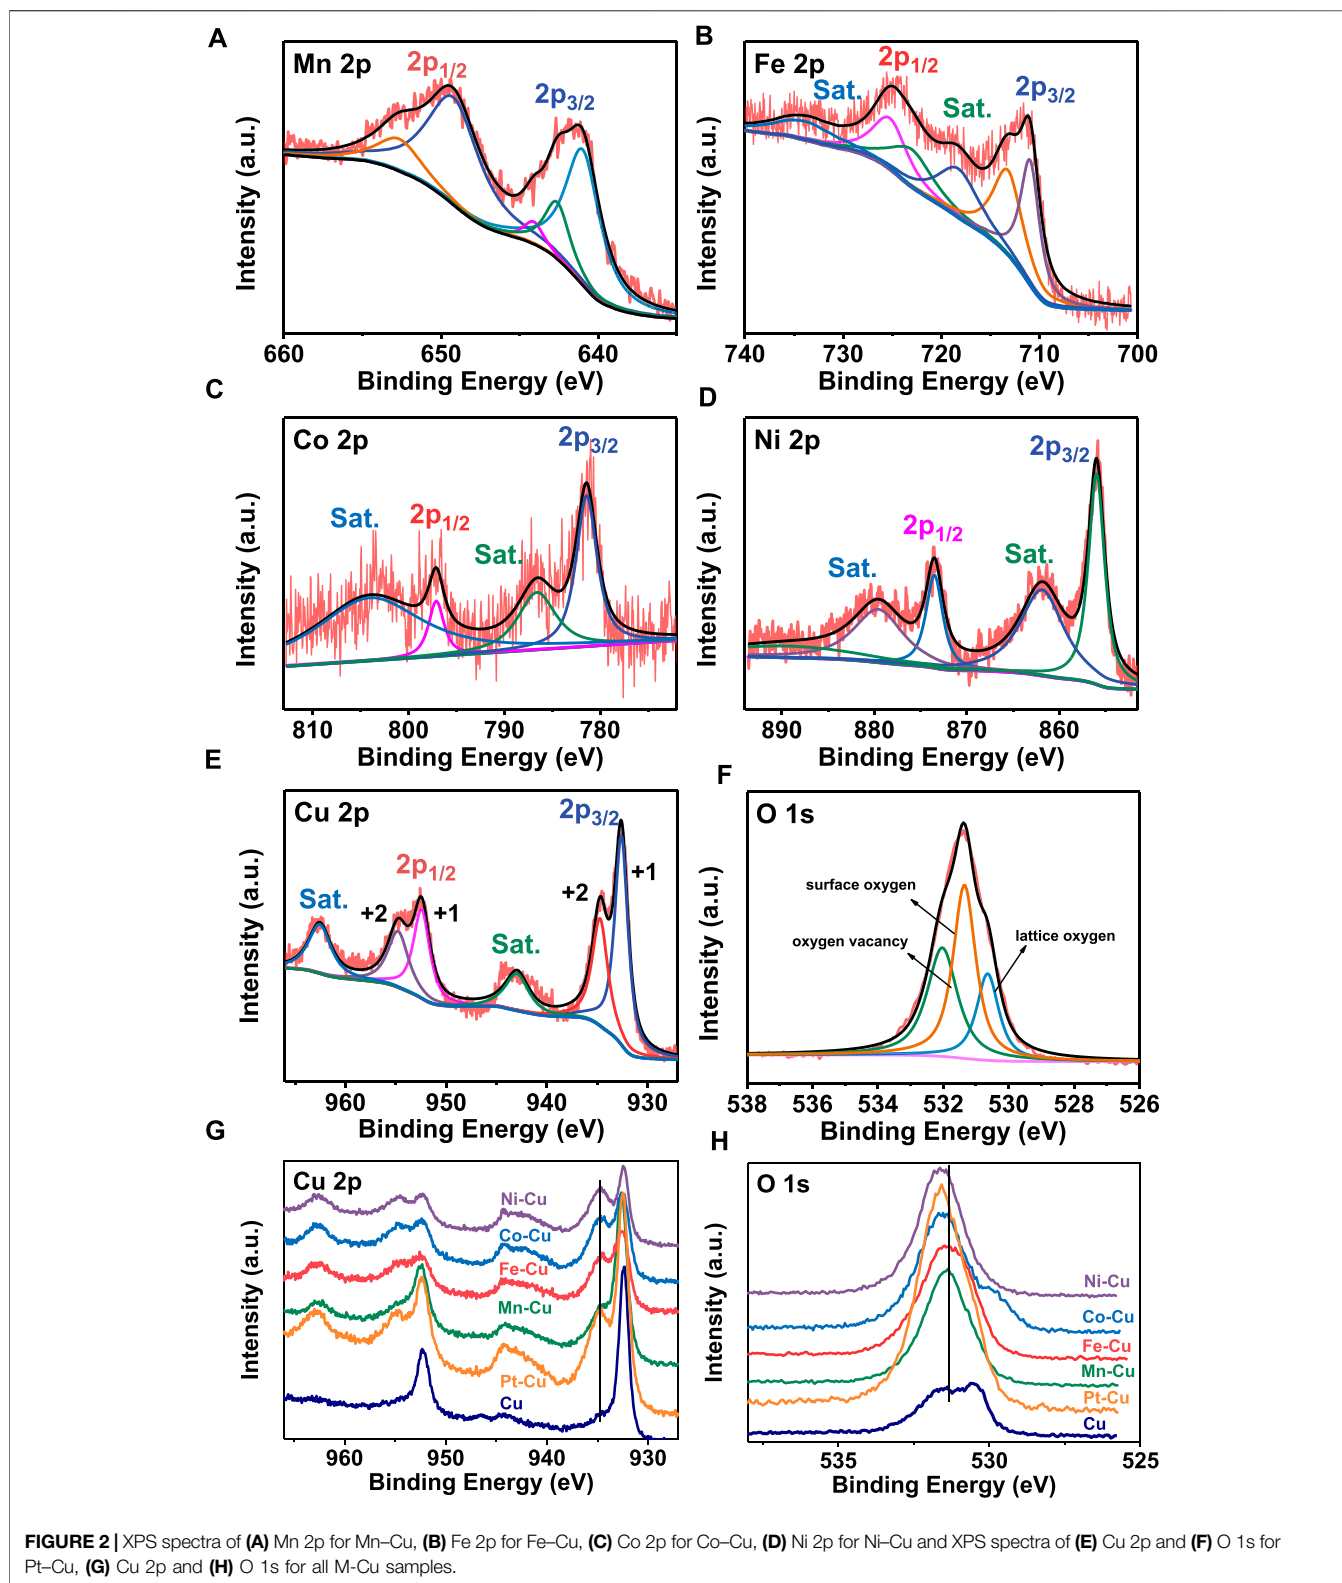 A
Mn 2p
2p1/2
2p3/2
Intensity (a.u.)
660 650 640
Binding Energy (eV)
B
Fe 2p
2p1/2
Sat.
Sat.
2p3/2
Intensity (a.u.)
740 730 720 710 700
Binding Energy (eV)
C
Co 2p
2p3/2
Sat.
2p1/2
Sat.
Intensity (a.u.)
810 800 790 780
Binding Energy (eV)
D
Ni 2p
2p3/2
2p1/2
Sat.
Sat.
Intensity (a.u.)
890 880 870 860
Binding Energy (eV)
E
Cu 2p
2p3/2
2p1/2
+1
+2
Sat.
+2
+1
Sat.
Intensity (a.u.)
960 950 940 930
Binding Energy (eV)
F
O 1s
surface oxygen
oxygen vacancy
lattice oxygen
Intensity (a.u.)
538 536 534 532 530 528 526
Binding Energy (eV)
G
Cu 2p
Ni-Cu
Co-Cu
Fe-Cu
Mn-Cu
Pt-Cu
Cu
Intensity (a.u.)
960 950 940 930
Binding Energy (eV)
H
O 1s
Ni-Cu
Co-Cu
Fe-Cu
Mn-Cu
Pt-Cu
Cu
Intensity (a.u.)
535 530 525
Binding Energy (eV)
FIGURE 2 | XPS spectra of (A) Mn 2p for Mn–Cu, (B) Fe 2p for Fe–Cu, (C) Co 2p for Co–Cu, (D) Ni 2p for Ni–Cu and XPS spectra of (E) Cu 2p and (F) O 1s for
Pt–Cu, (G) Cu 2p and (H) O 1s for all M-Cu samples.